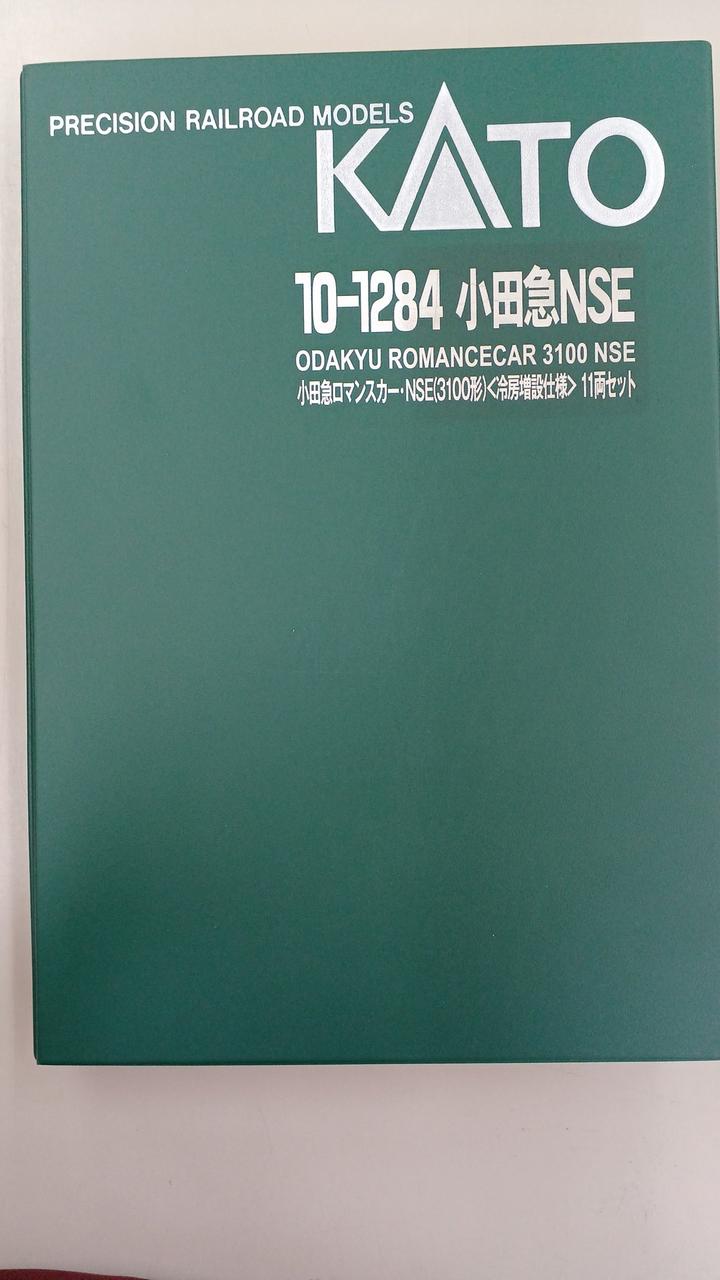 PRECISION RAILROAD MODELS
KATO
10-1284 小田急NSE
ODAKYU ROMANCECAR 3100 NSE
小田急ロマンスカー・NSE(3100形)<冷房増設仕様> 11両セット